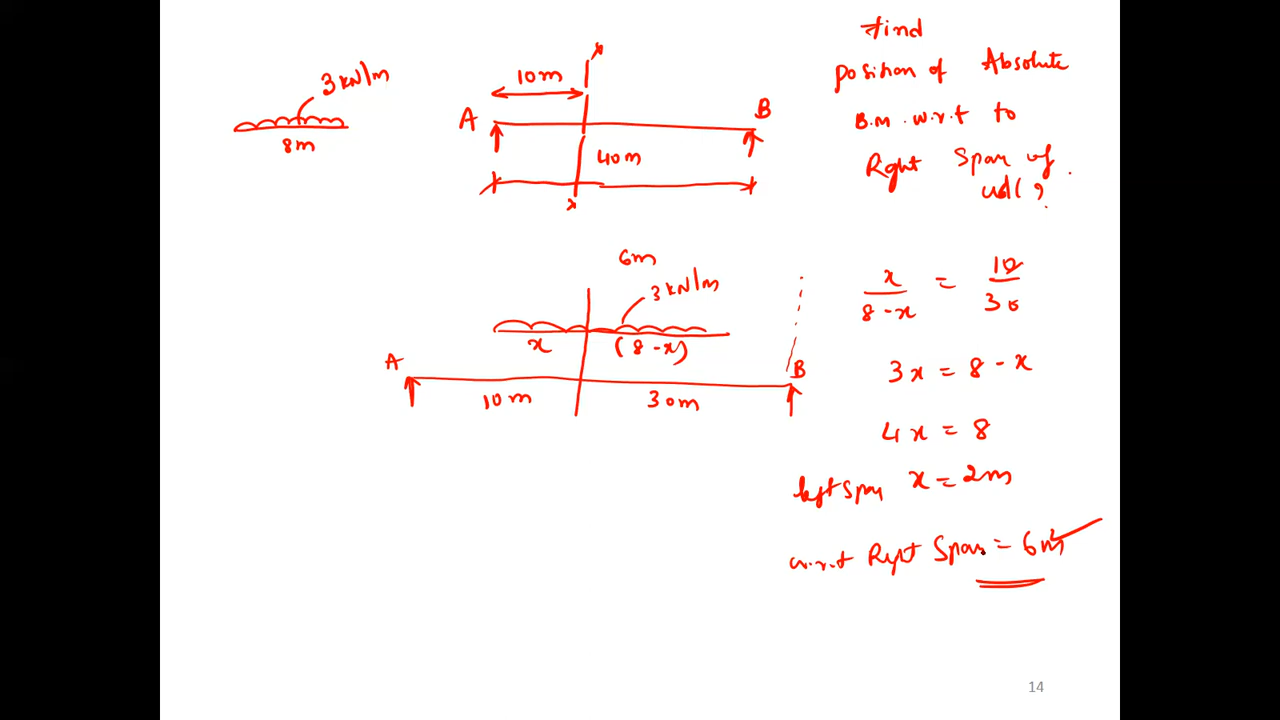 3 kN/m
8m
10m
x
A
B
40m
x
Find
position of Absolute
B.m. w.r.t to
Right Span of
udl ?
6m
3 kN/m
x
(8-x)
A
B
10m
30m
x / 8-x = 10 / 30
3x = 8-x
4x = 8
left span x = 2m
w.r.t Right Span = 6m
14